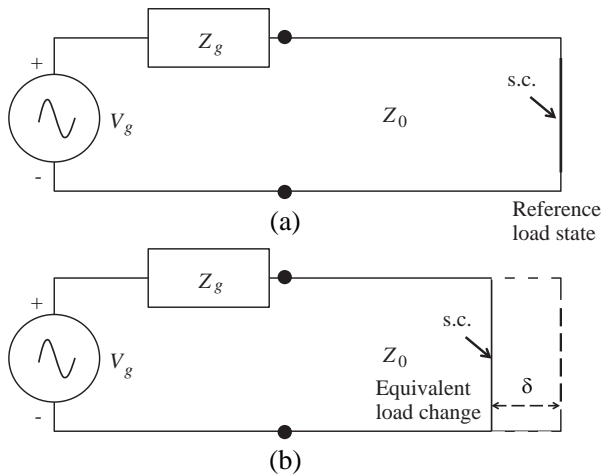 Z_g
+
s.c.
V_g
Z_0
-
(a)
Reference
load state
Z_g
+
s.c.
V_g
Z_0
Equivalent
load change
δ
-
(b)